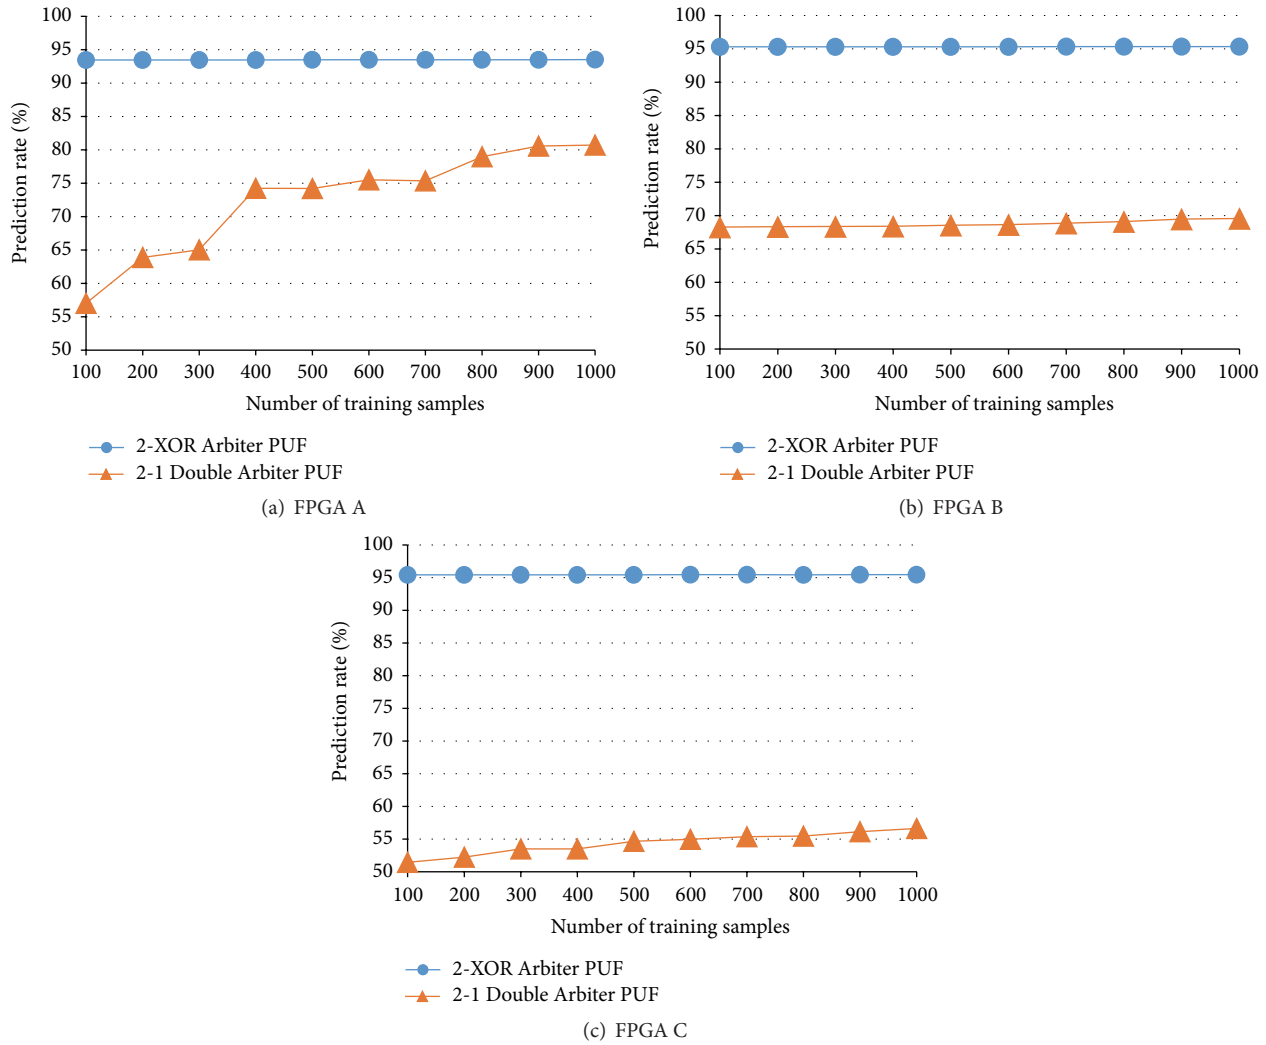 Prediction rate (%)
100
95
90
85
80
75
70
65
60
55
50
100 200 300 400 500 600 700 800 900 1000
Number of training samples
2-XOR Arbiter PUF
2-1 Double Arbiter PUF
(a) FPGA A
Prediction rate (%)
100
95
90
85
80
75
70
65
60
55
50
100 200 300 400 500 600 700 800 900 1000
Number of training samples
2-XOR Arbiter PUF
2-1 Double Arbiter PUF
(b) FPGA B
Prediction rate (%)
100
95
90
85
80
75
70
65
60
55
50
100 200 300 400 500 600 700 800 900 1000
Number of training samples
2-XOR Arbiter PUF
2-1 Double Arbiter PUF
(c) FPGA C